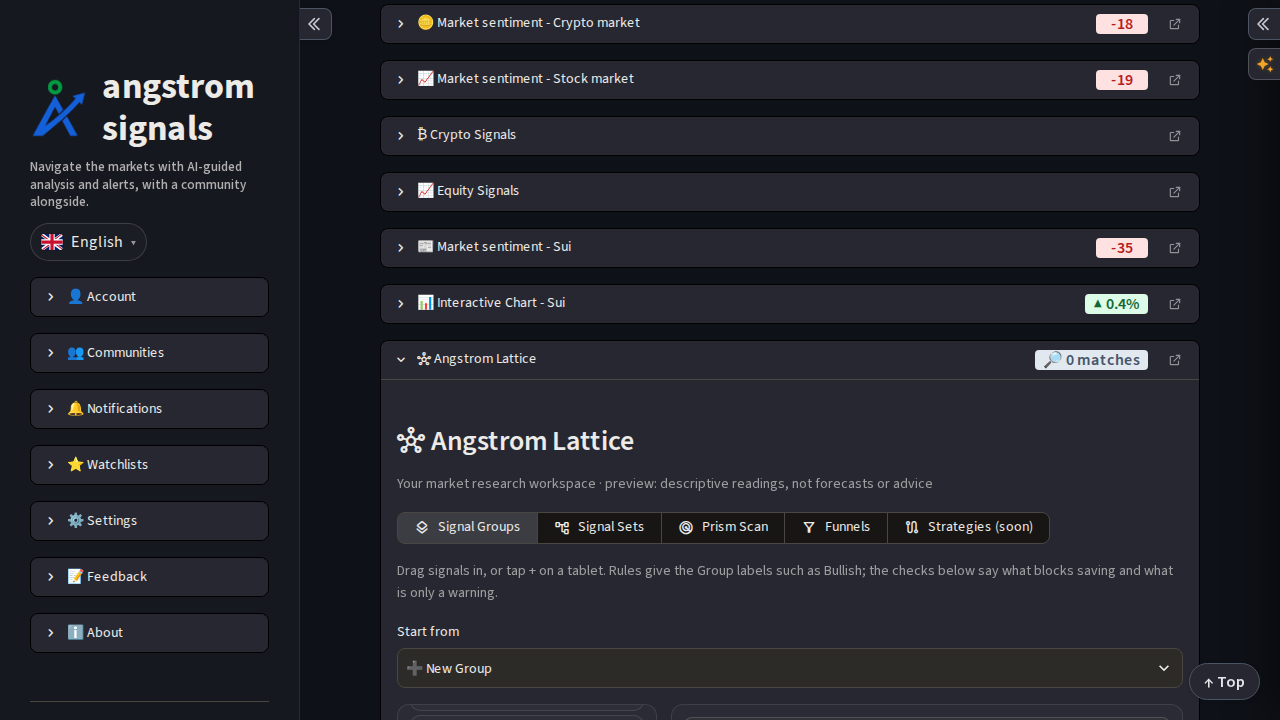 angstrom
signals
Navigate the markets with AI-guided
analysis and alerts, with a community
alongside.
English ▾
👤 Account
👥 Communities
🔔 Notifications
⭐ Watchlists
⚙️ Settings
📝 Feedback
ℹ️ About
🪙 Market sentiment - Crypto market -18
📈 Market sentiment - Stock market -19
₿ Crypto Signals
📈 Equity Signals
📰 Market sentiment - Sui -35
📊 Interactive Chart - Sui ▲ 0.4%
Angstrom Lattice 🔎 0 matches
Angstrom Lattice
Your market research workspace · preview: descriptive readings, not forecasts or advice
Signal Groups Signal Sets Prism Scan Funnels Strategies (soon)
Drag signals in, or tap + on a tablet. Rules give the Group labels such as Bullish; the checks below say what blocks saving and what
is only a warning.
Start from
➕ New Group
↑ Top